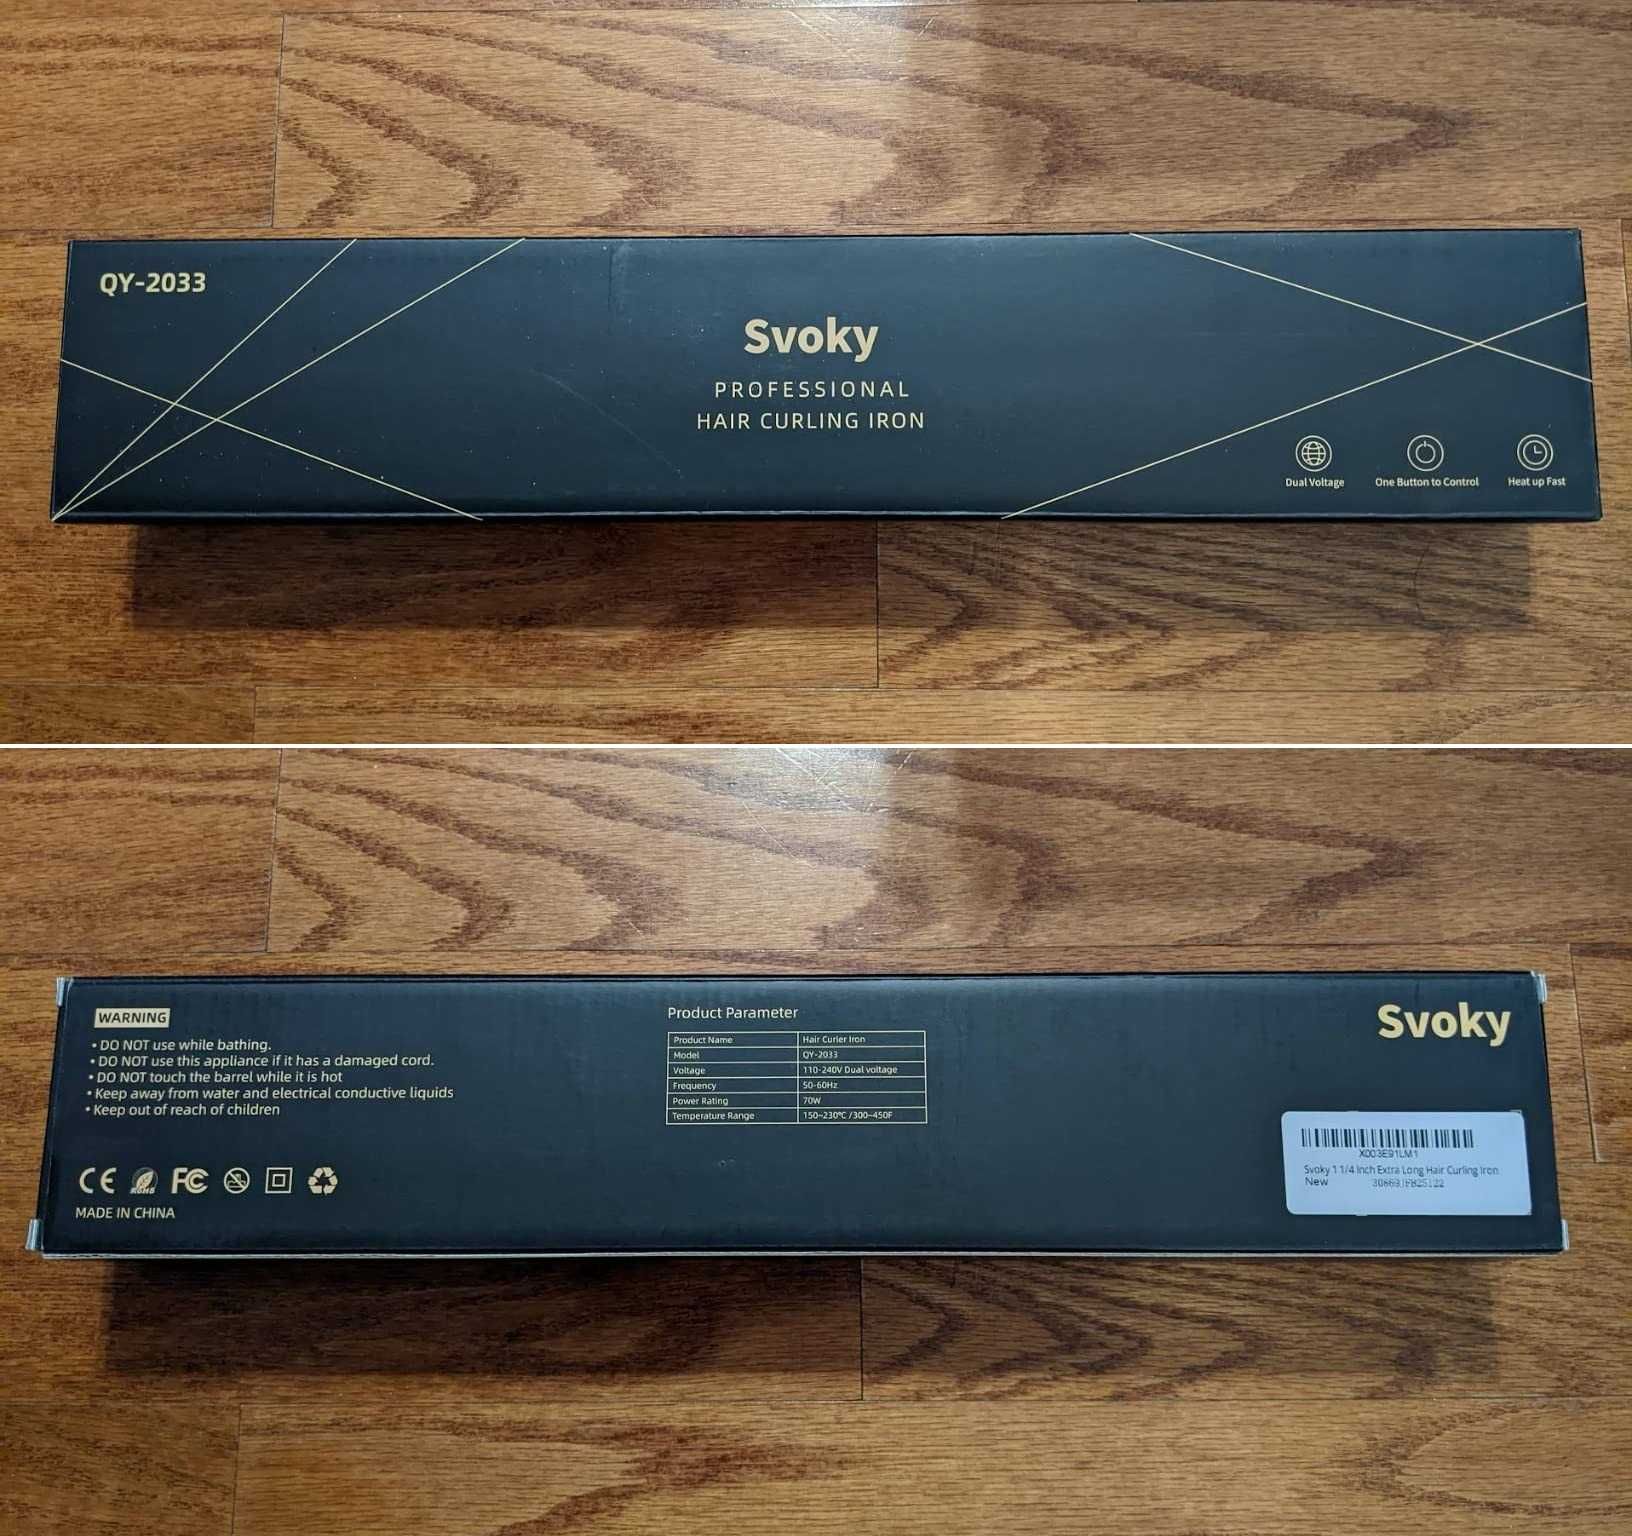 QY-2033
Svoky
PROFESSIONAL
HAIR CURLING IRON
Dual Voltage
One Button to Control
Heat up Fast
WARNING
• DO NOT use while bathing.
• DO NOT use this appliance if it has a damaged cord.
• DO NOT touch the barrel while it is hot
• Keep away from water and electrical conductive liquids
• Keep out of reach of children
CE RoHS FC
MADE IN CHINA
Product Parameter
Product Name Hair Curler Iron
Model QY-2033
Voltage 110-240V Dual voltage
Frequency 50-60Hz
Power Rating 70W
Temperature Range 150~230℃ /300~450F
Svoky
X003E91LM1
Svoky 1 1/4 Inch Extra Long Hair Curling Iron
New